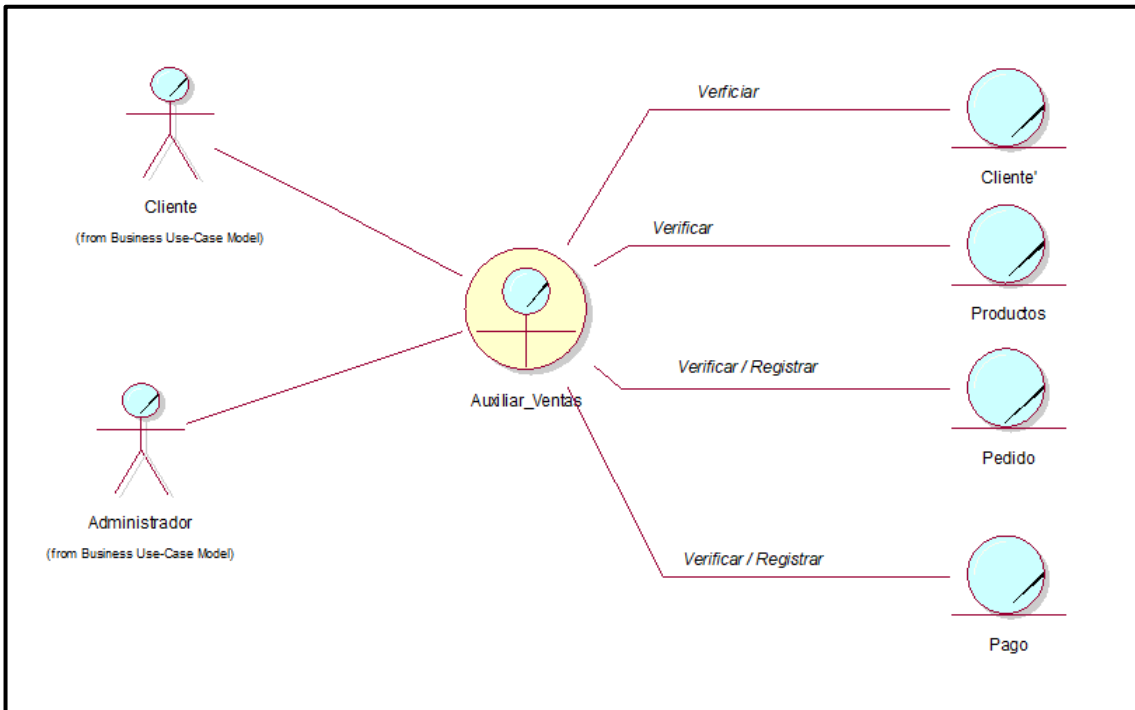 Cliente
(from Business Use-Case Model)
Administrador
(from Business Use-Case Model)
Auxiliar_Ventas
Verficiar
Cliente'
Verificar
Productos
Verificar / Registrar
Pedido
Verificar / Registrar
Pago